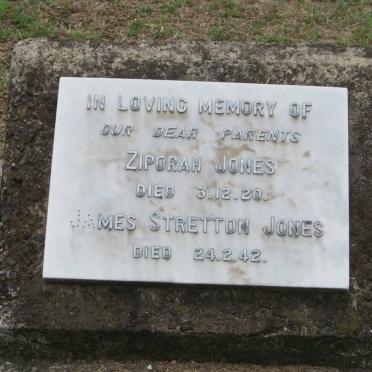 IN LOVING MEMORY OF
OUR DEAR PARENTS
ZIPORAH JONES
DIED 3.12.20.
JAMES STRETTON JONES
DIED 24.2.42.